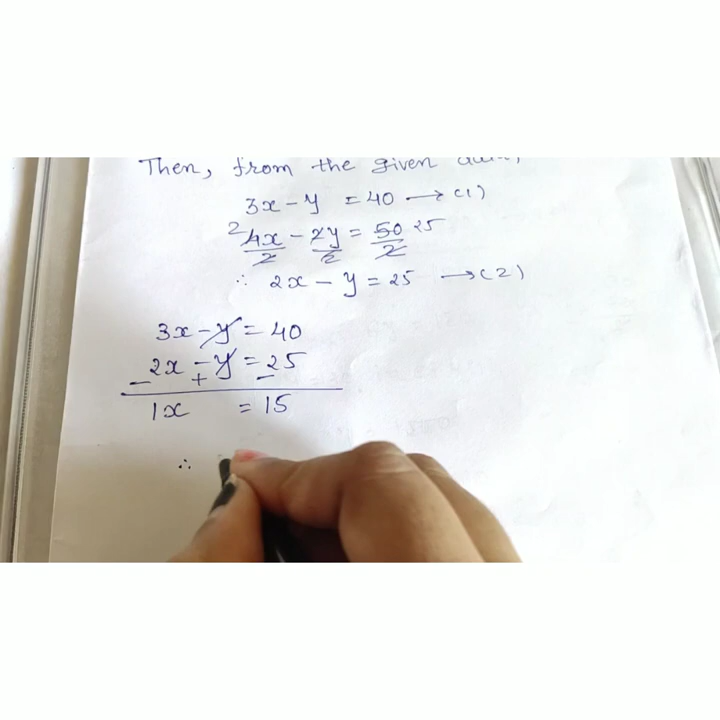 Then, from the given
3x - y = 40 → (1)
2 4x/2 - 2y/2 = 50/2 25
∴ 2x - y = 25 → (2)
3x - y = 40
2x - y = 25
- + -
1x = 15
∴